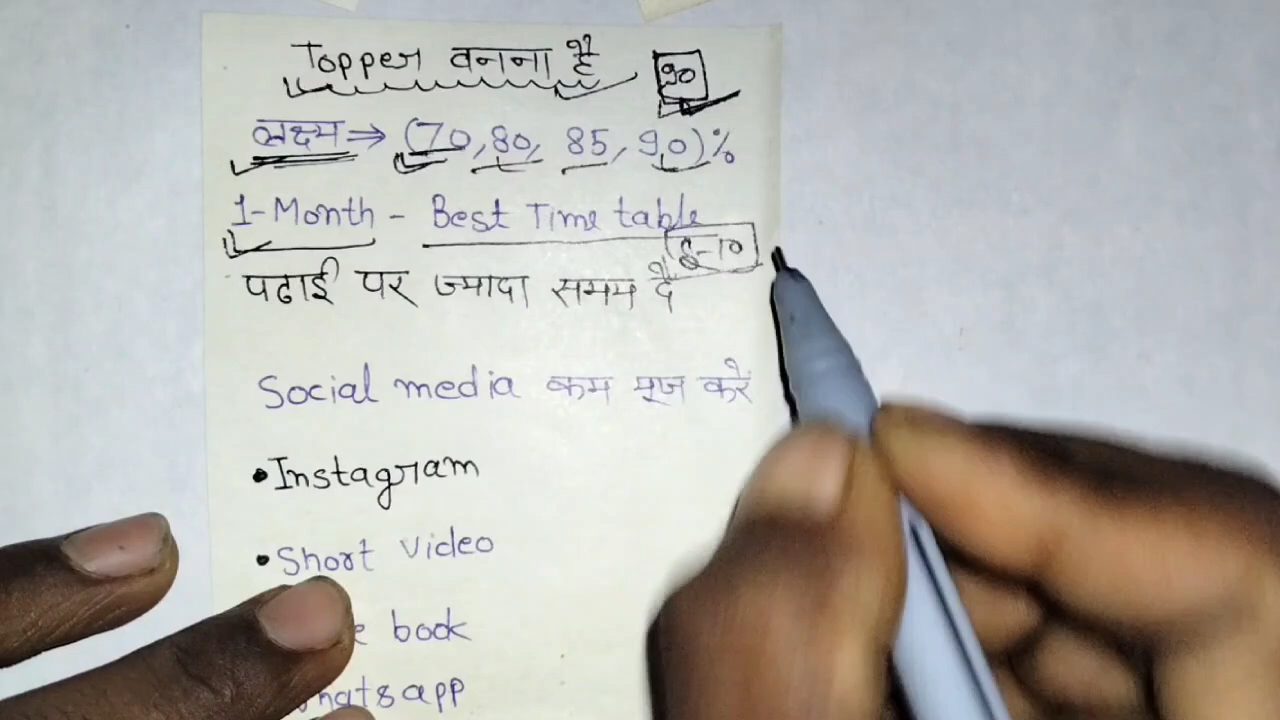 Topper बनना है 90
लक्ष्य ⇒ (70, 80, 85, 90)%
1-Month - Best Time table
8-10
पढाई पर ज्यादा समय दें
Social media कम यूज करें
• Instagram
• Short video
book
hatsapp